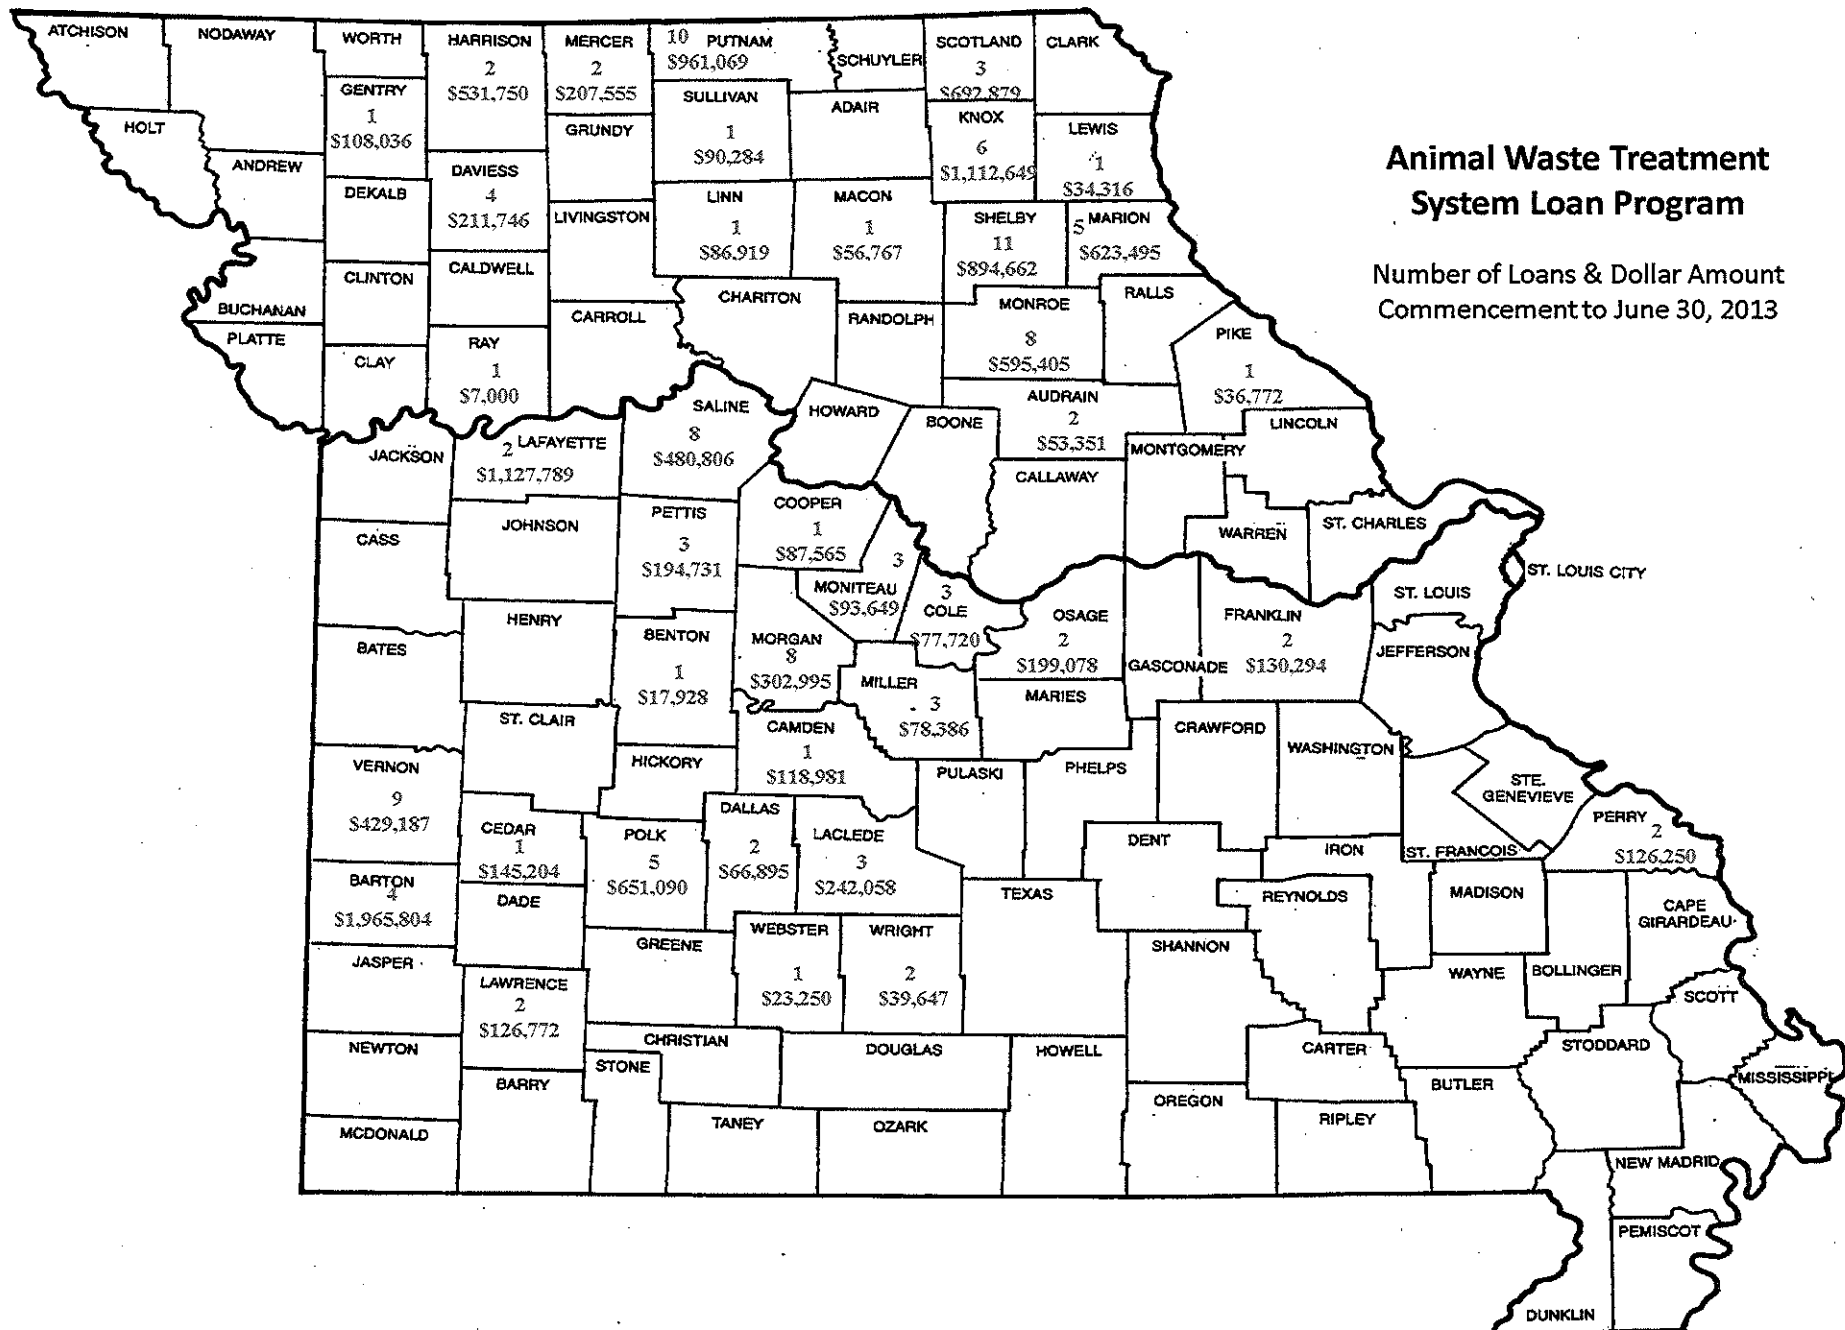 Animal Waste Treatment
System Loan Program
Number of Loans & Dollar Amount
Commencement to June 30, 2013
ATCHISON
NODAWAY
WORTH
HARRISON
2
$531,750
MERCER
2
$207,555
10 PUTNAM
$961,069
SCHUYLER
SCOTLAND
3
$692,879
CLARK
GENTRY
1
$108,036
SULLIVAN
1
$90,284
ADAIR
KNOX
6
$1,112,649
LEWIS
1
$34,316
HOLT
ANDREW
GRUNDY
DEKALB
DAVIESS
4
$211,746
LIVINGSTON
LINN
1
$86,919
MACON
1
$56,767
SHELBY
11
$894,662
5 MARION
$623,495
BUCHANAN
CLINTON
CALDWELL
CARROLL
CHARITON
RANDOLPH
MONROE
8
$595,405
RALLS
PIKE
1
$36,772
PLATTE
CLAY
RAY
1
$7,000
SALINE
8
$480,806
HOWARD
BOONE
AUDRAIN
2
$53,351
MONTGOMERY
LINCOLN
JACKSON
2 LAFAYETTE
$1,127,789
CALLAWAY
WARREN
ST. CHARLES
CASS
JOHNSON
PETTIS
3
$194,731
COOPER
1
$87,565
3
MONITEAU
$93,649
3
COLE
$77,720
OSAGE
2
$199,078
GASCONADE
FRANKLIN
2
$130,294
ST. LOUIS
ST. LOUIS CITY
JEFFERSON
BATES
HENRY
BENTON
1
$17,928
MORGAN
8
$302,995
MILLER
3
$78,386
MARIES
ST. CLAIR
HICKORY
CAMDEN
1
$118,981
PULASKI
PHELPS
CRAWFORD
WASHINGTON
STE.
GENEVIEVE
VERNON
9
$429,187
CEDAR
1
$145,204
POLK
5
$651,090
DALLAS
2
$66,895
LACLEDE
3
$242,058
DENT
IRON
ST. FRANCOIS
PERRY
2
$126,250
BARTON
4
$1,965,804
DADE
GREENE
WEBSTER
1
$23,250
WRIGHT
2
$39,647
TEXAS
SHANNON
REYNOLDS
MADISON
CAPE
GIRARDEAU
JASPER
LAWRENCE
2
$126,772
WAYNE
BOLLINGER
SCOTT
NEWTON
CHRISTIAN
DOUGLAS
HOWELL
CARTER
STODDARD
MISSISSIPPI
BARRY
STONE
OREGON
BUTLER
MCDONALD
TANEY
OZARK
RIPLEY
NEW MADRID
PEMISCOT
DUNKLIN